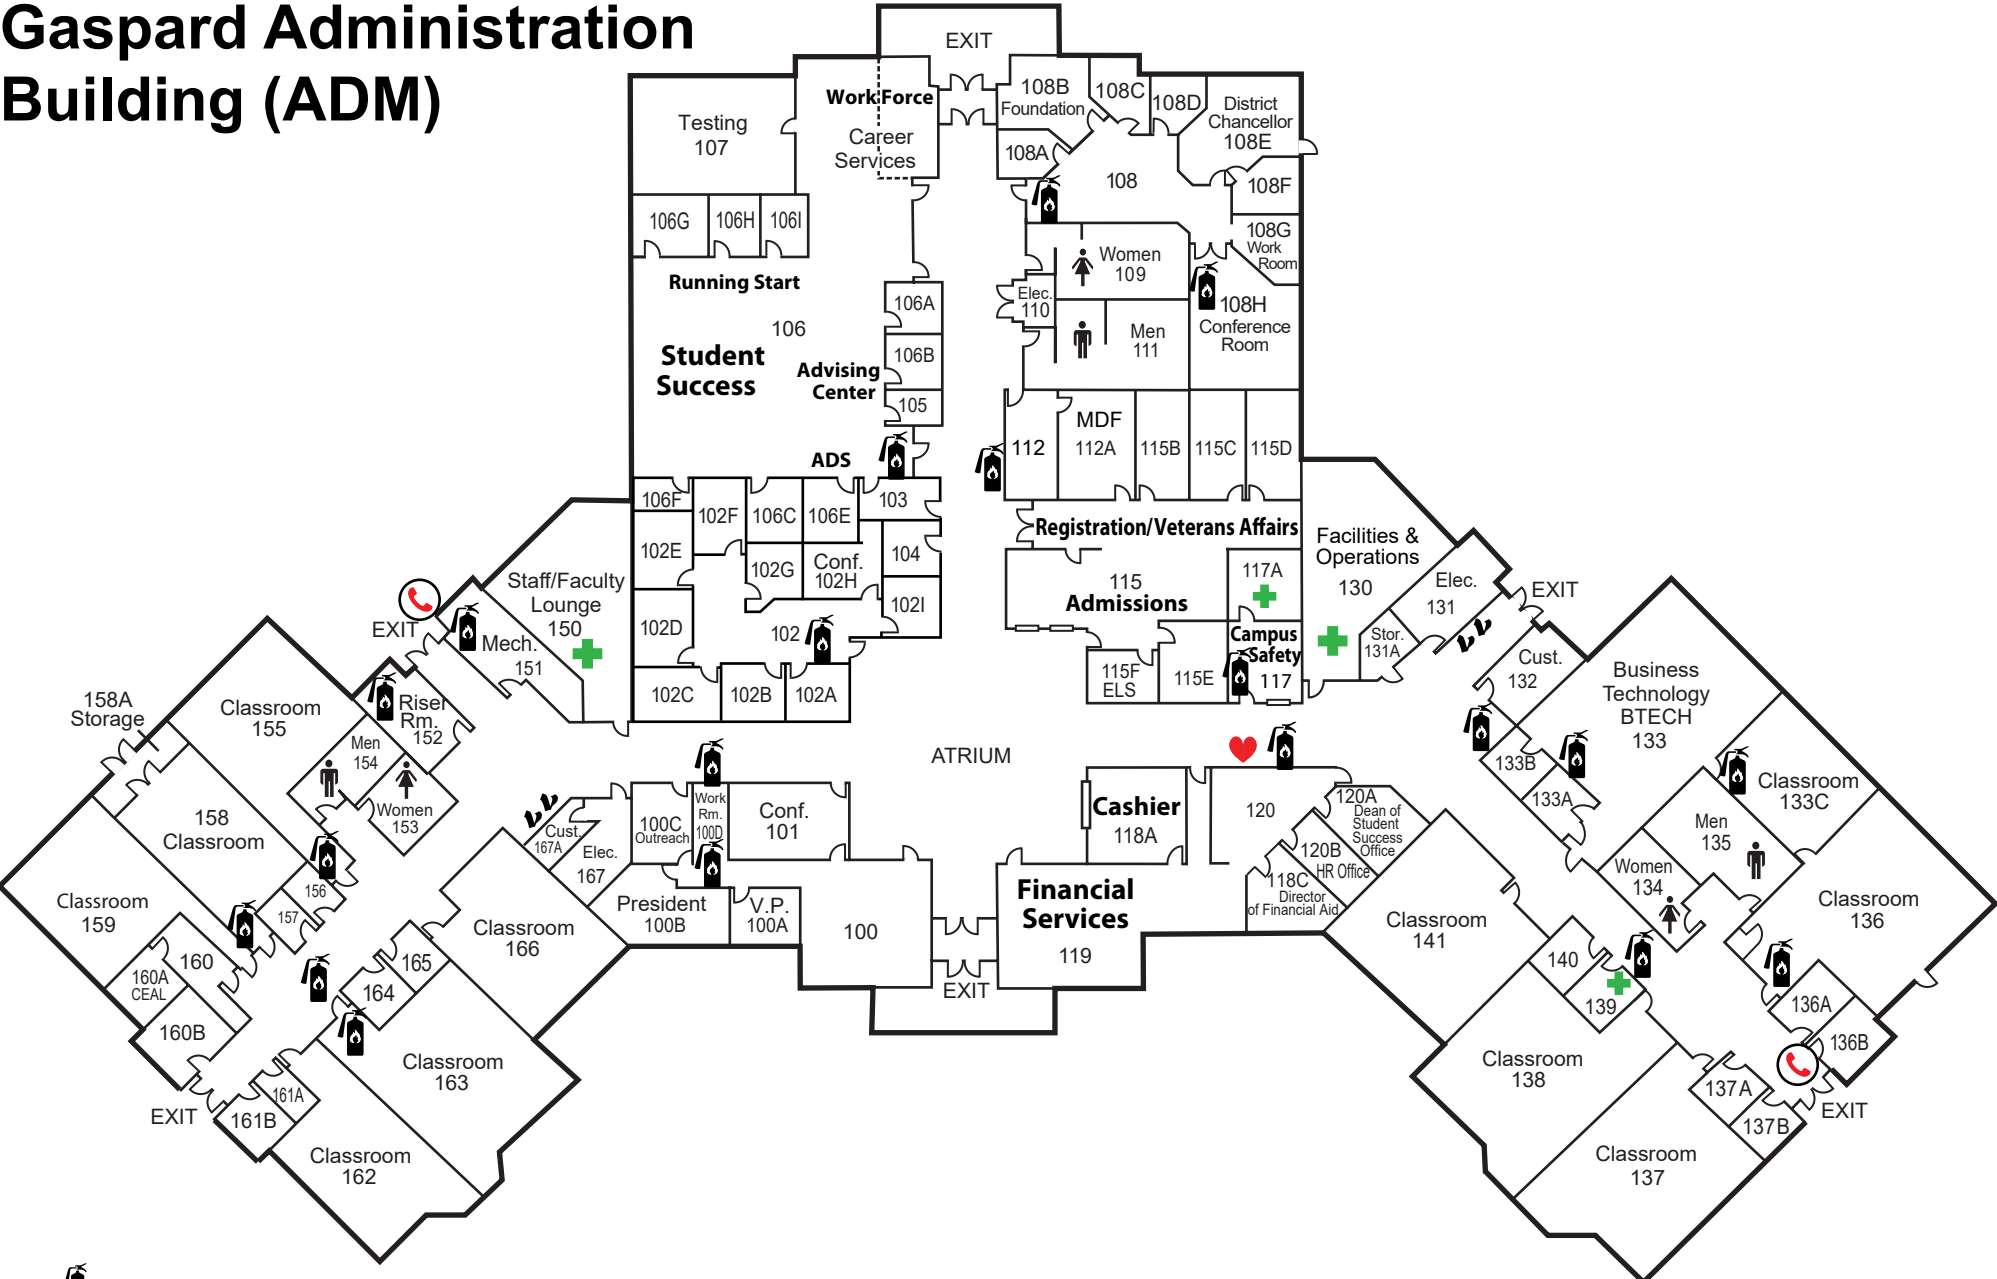 Gaspard Administration
Building (ADM)
EXIT
Work Force
Career
Services
Testing
107
108B
Foundation
108C
108D
District
Chancellor
108E
108A
108
108F
106G
106H
106I
108G
Work
Room
Women
109
Running Start
106A
Elec.
110
108H
Conference
Room
106
Men
111
Student
Success
106B
Advising
Center
105
112
MDF
112A
115B
115C
115D
ADS
106F
102F
106C
106E
103
Registration/Veterans Affairs
Facilities &
Operations
130
102E
102G
Conf.
102H
104
117A
115
Admissions
Elec.
131
EXIT
Staff/Faculty
Lounge
150
102I
102D
102
Campus
Safety
117
Stor.
131A
EXIT
Mech.
151
115F
ELS
115E
Cust.
132
Business
Technology
BTECH
133
102C
102B
102A
158A
Storage
Classroom
155
Riser
Rm.
152
Men
154
ATRIUM
133B
133A
Classroom
133C
Women
153
158
Classroom
Cust.
167A
Elec.
167
100C
Outreach
Work
Rm.
100D
Conf.
101
Cashier
118A
120
120A
Dean of
Student
Success
Office
120B
HR Office
Men
135
Women
134
156
157
Classroom
159
President
100B
V.P.
100A
100
Financial
Services
119
118C
Director
of Financial Aid
Classroom
141
Classroom
136
Classroom
166
160
160A
CEAL
165
164
140
139
160B
EXIT
136A
136B
Classroom
163
Classroom
138
161A
161B
EXIT
137A
137B
EXIT
Classroom
162
Classroom
137